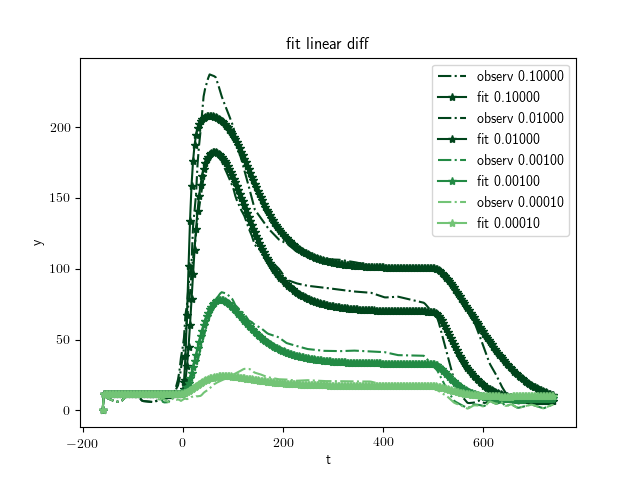 fit linear diff
observ 0.10000
fit 0.10000
observ 0.01000
fit 0.01000
observ 0.00100
fit 0.00100
observ 0.00010
fit 0.00010
y
200
150
100
50
0
−200 0 200 400 600
t